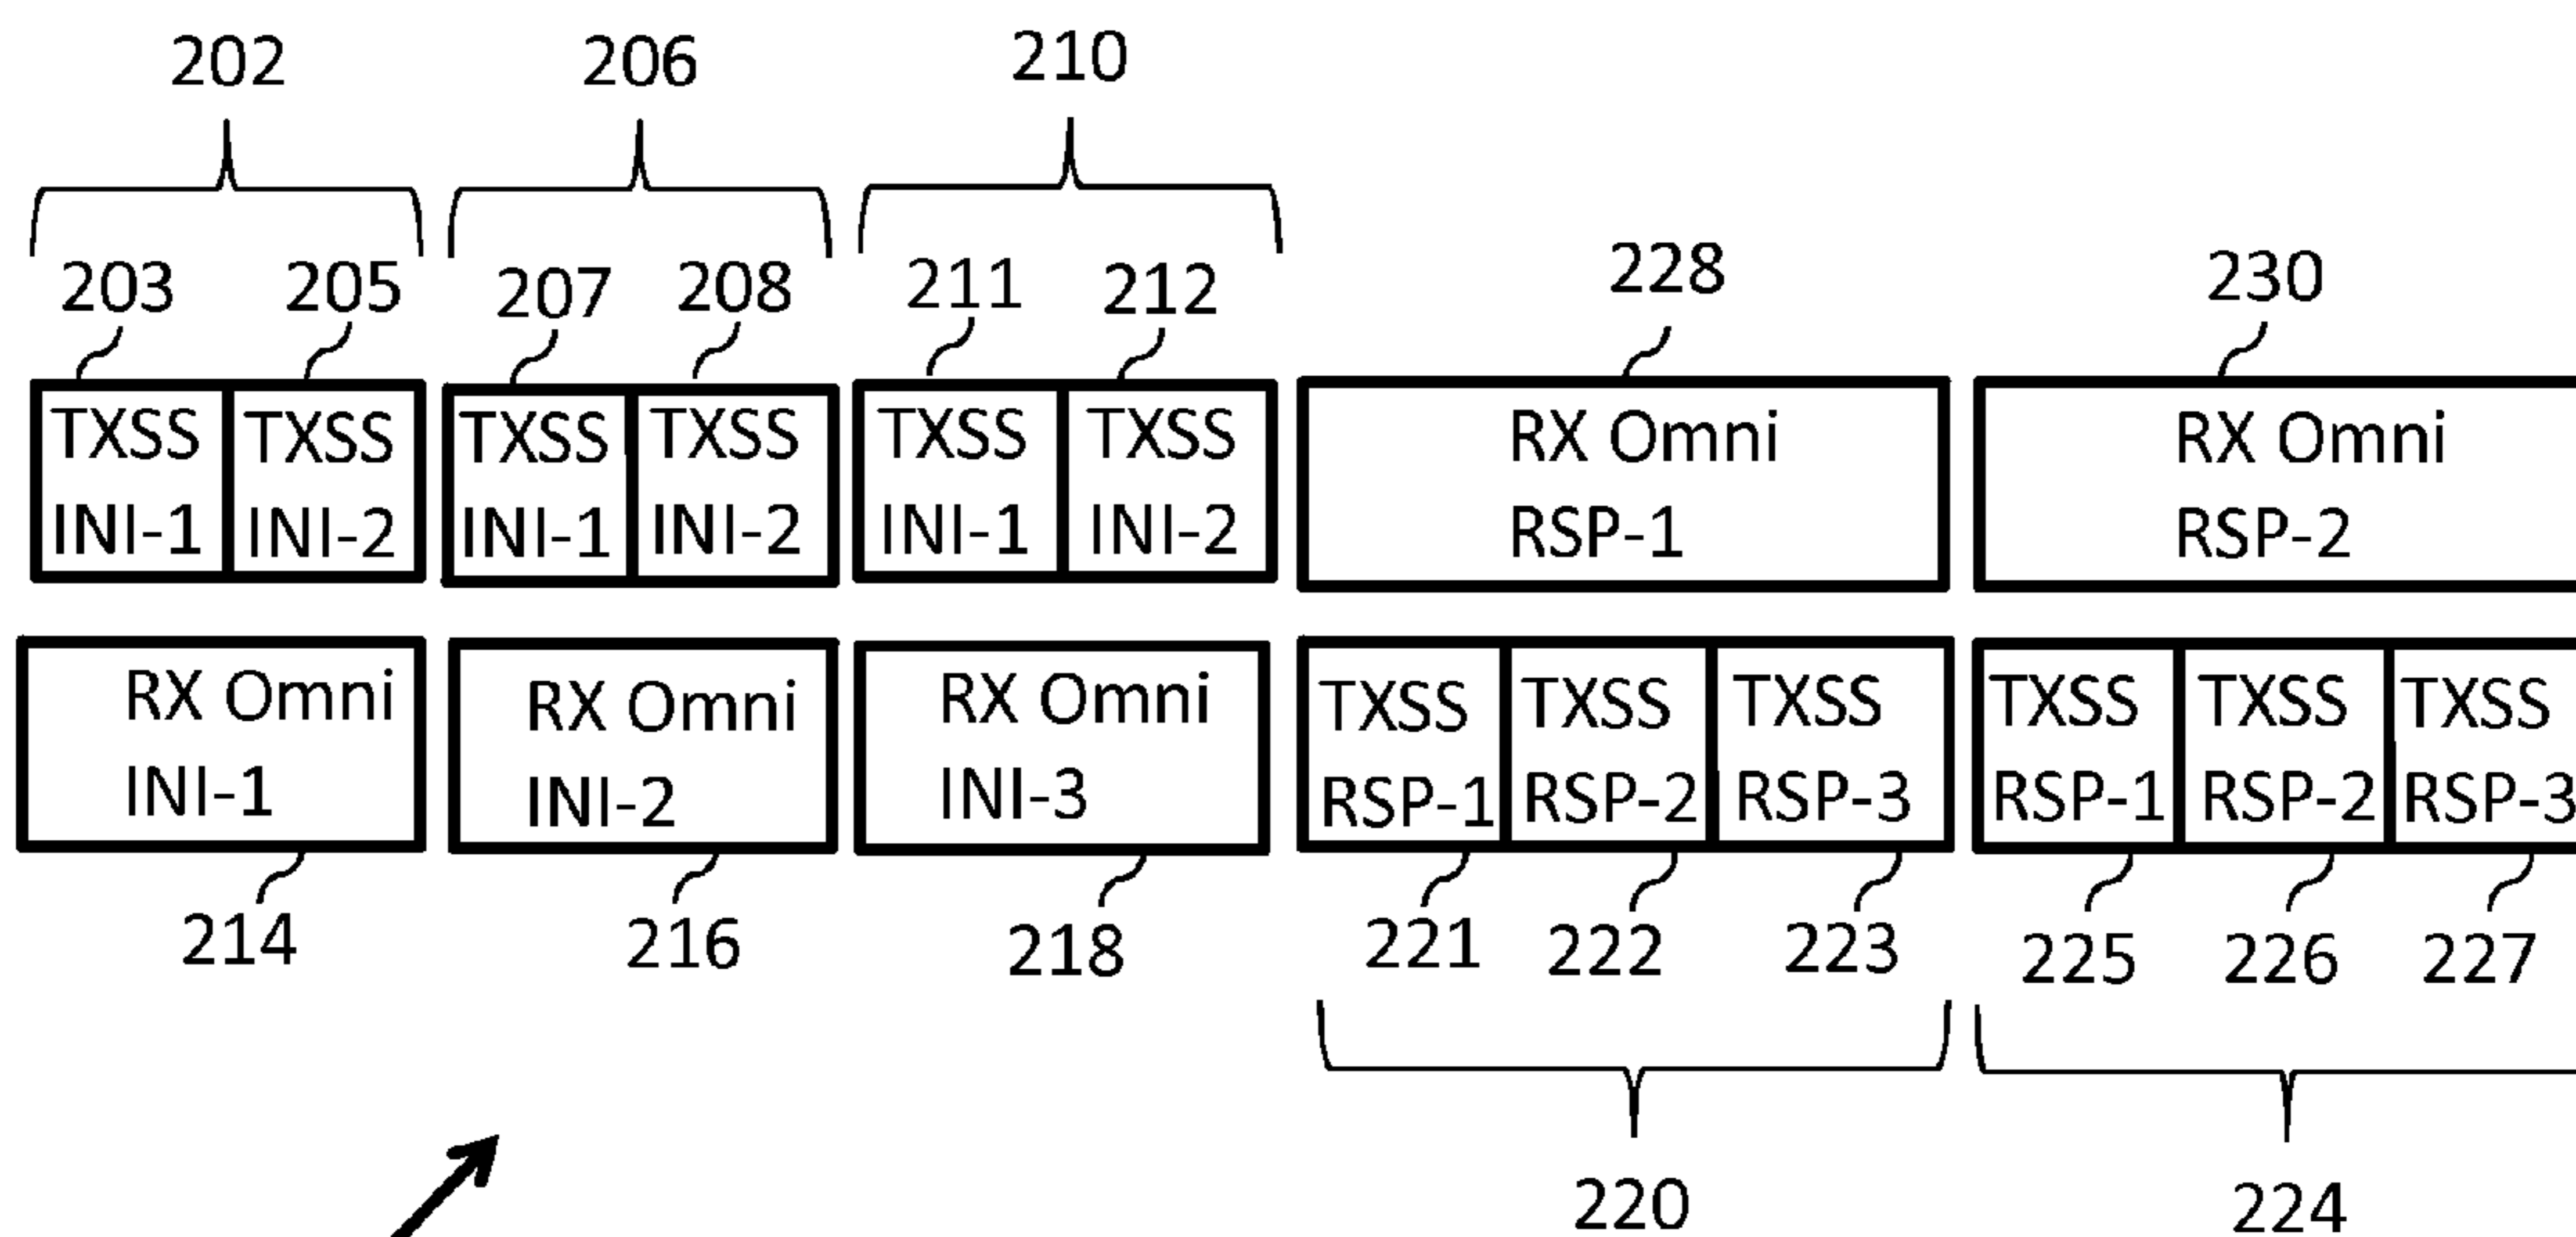 202 206 210
203 205 207 208 211 212 228 230
TXSS TXSS TXSS TXSS TXSS TXSS RX Omni RX Omni
INI-1 INI-2 INI-1 INI-2 INI-1 INI-2 RSP-1 RSP-2
RX Omni RX Omni RX Omni TXSS TXSS TXSS TXSS TXSS TXSS
INI-1 INI-2 INI-3 RSP-1 RSP-2 RSP-3 RSP-1 RSP-2 RSP-3
214 216 218 221 222 223 225 226 227
220 224